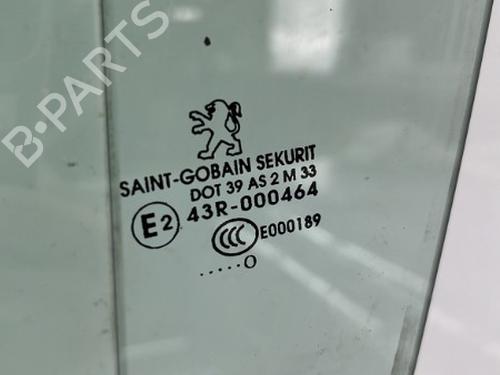 B-PARTS
SAINT-GOBAIN SEKURIT
DOT 39 AS 2 M 33
E2 43R-000464
CCC E000189
.....O